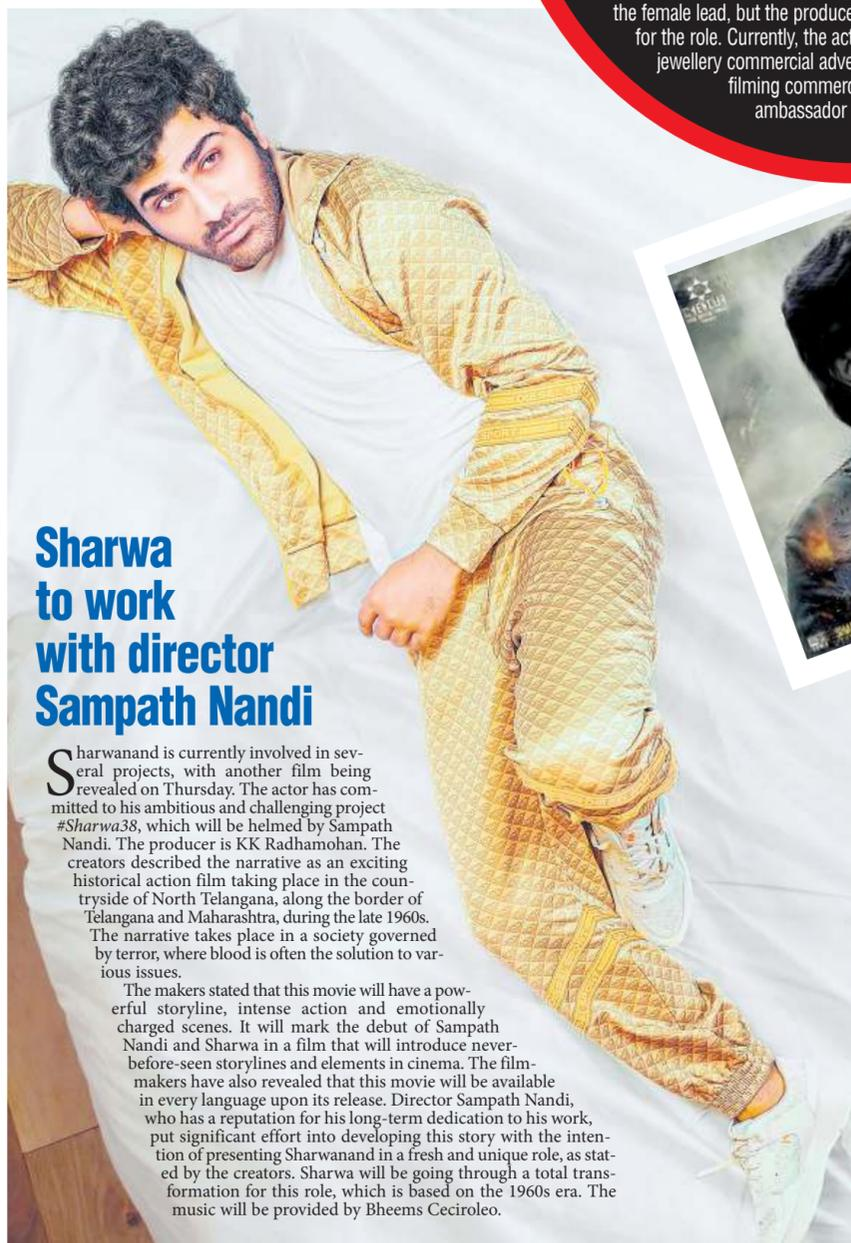 the female lead, but the produce
for the role. Currently, the act
jewellery commercial adve
filming commerc
ambassador
Sharwa
to work
with director
Sampath Nandi
Sharwanand is currently involved in sev-
eral projects, with another film being
revealed on Thursday. The actor has com-
mitted to his ambitious and challenging project
#Sharwa38, which will be helmed by Sampath
Nandi. The producer is KK Radhamohan. The
creators described the narrative as an exciting
historical action film taking place in the coun-
tryside of North Telangana, along the border of
Telangana and Maharashtra, during the late 1960s.
The narrative takes place in a society governed
by terror, where blood is often the solution to var-
ious issues.
The makers stated that this movie will have a pow-
erful storyline, intense action and emotionally
charged scenes. It will mark the debut of Sampath
Nandi and Sharwa in a film that will introduce never-
before-seen storylines and elements in cinema. The film-
makers have also revealed that this movie will be available
in every language upon its release. Director Sampath Nandi,
who has a reputation for his long-term dedication to his work,
put significant effort into developing this story with the inten-
tion of presenting Sharwanand in a fresh and unique role, as stat-
ed by the creators. Sharwa will be going through a total trans-
formation for this role, which is based on the 1960s era. The
music will be provided by Bheems Ceciroleo.